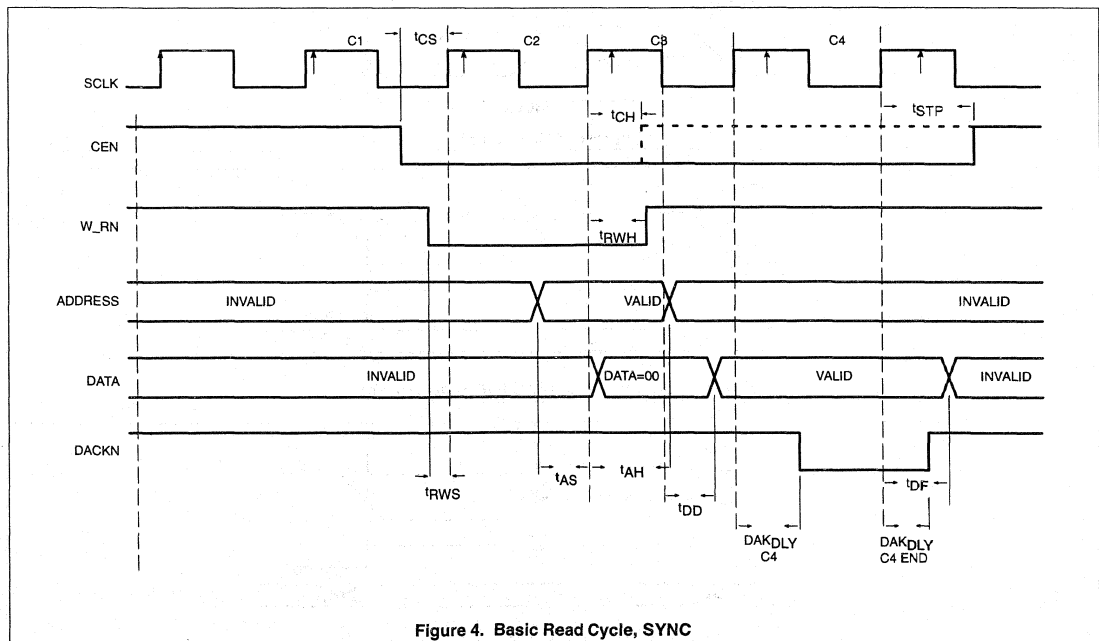 tCS
C1 C2 C3 C4
SCLK
tCH
tSTP
CEN
W_RN
tRWH
ADDRESS
INVALID
VALID
INVALID
DATA
INVALID
DATA=00
VALID
INVALID
DACKN
tRWS
tAS
tAH
tDD
tDF
DAKDLY
C4
DAKDLY
C4 END
Figure 4. Basic Read Cycle, SYNC